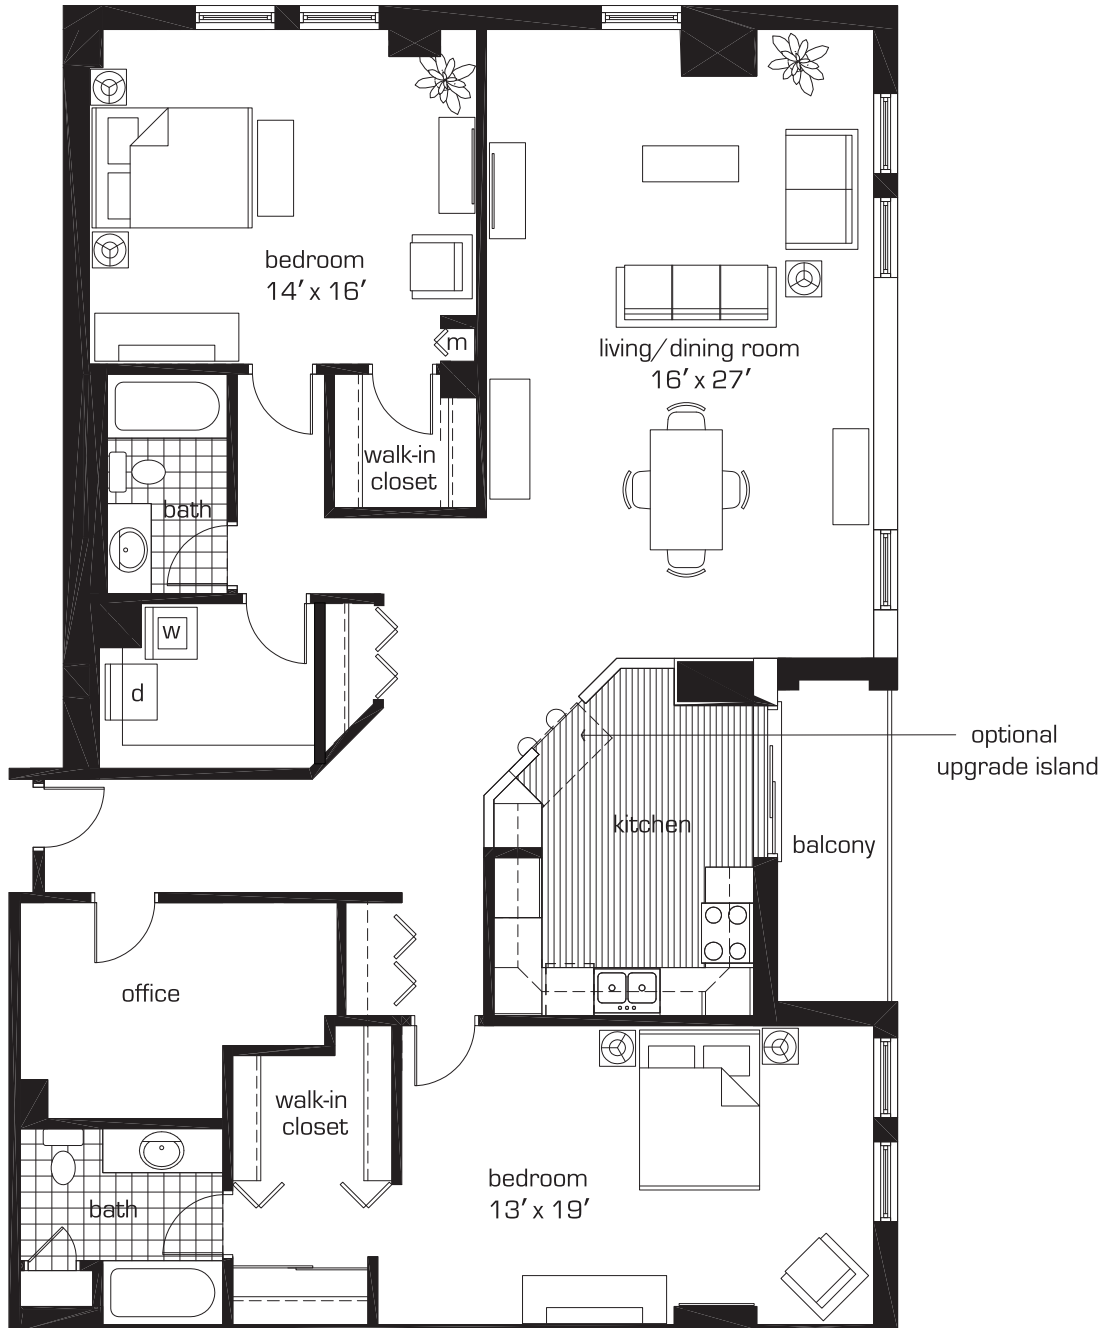 bedroom
14′ x 16′
m
living/dining room
16′ x 27′
walk-in
closet
bath
w
d
optional
upgrade island
kitchen
balcony
office
walk-in
closet
bedroom
13′ x 19′
bath